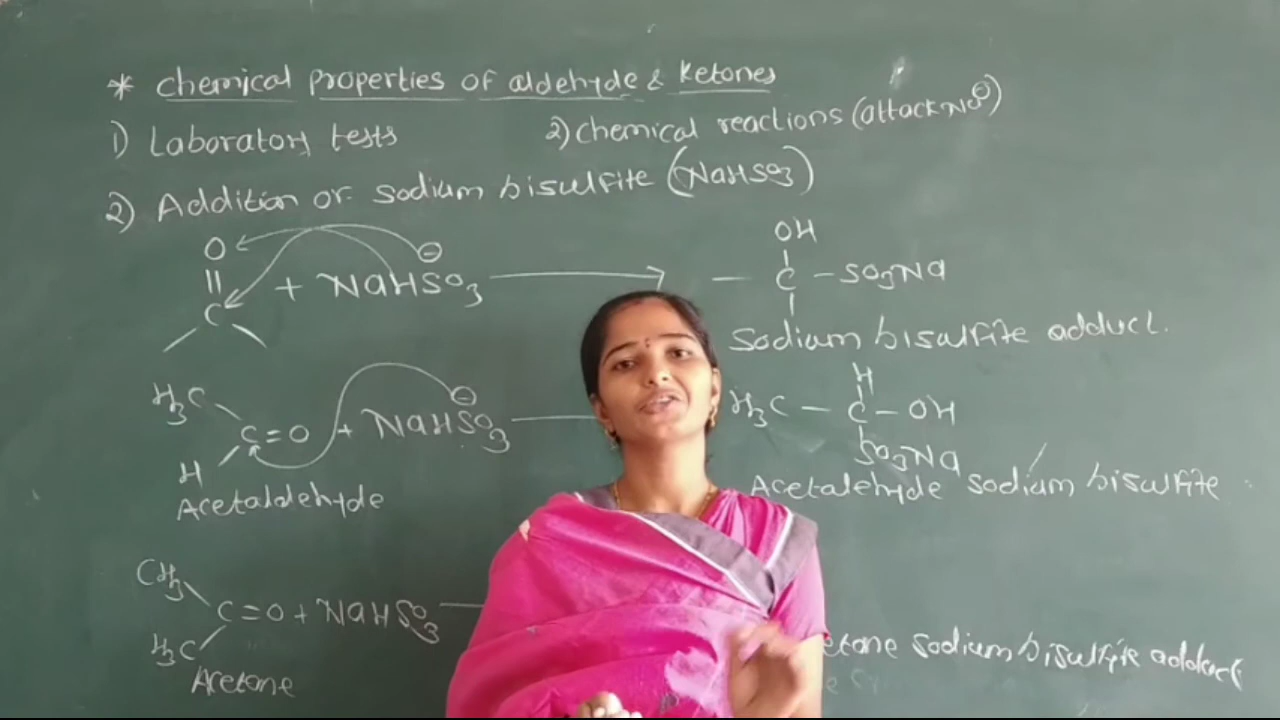 * Chemical properties of aldehyde & Ketones
1) Laboratory tests 2) Chemical reactions (attack Nu⊖)
2) Addition of sodium bisulfite (NaHSO3)
O OH
|| + NaHSO3 ⊖ → — C — SO3Na
C
Sodium bisulfite adduct.
H
H3C C=O + NaHSO3 ⊖ H3C — C — OH
H SO3Na
Acetaldehyde Acetalehyde sodium bisulfite
CH3
C=O + NaHSO3
H3C etone sodium bisulfite adduct
Acetone